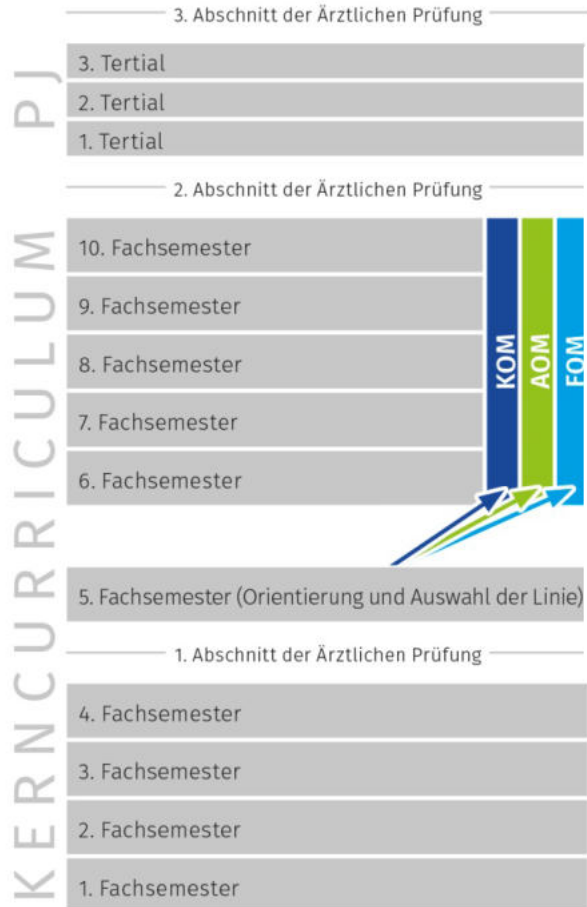 3. Abschnitt der Ärztlichen Prüfung
PJ
3. Tertial
2. Tertial
1. Tertial
2. Abschnitt der Ärztlichen Prüfung
KERNCURRICULUM
10. Fachsemester
9. Fachsemester
8. Fachsemester
7. Fachsemester
6. Fachsemester
KOM
AOM
FOM
5. Fachsemester (Orientierung und Auswahl der Linie)
1. Abschnitt der Ärztlichen Prüfung
4. Fachsemester
3. Fachsemester
2. Fachsemester
1. Fachsemester